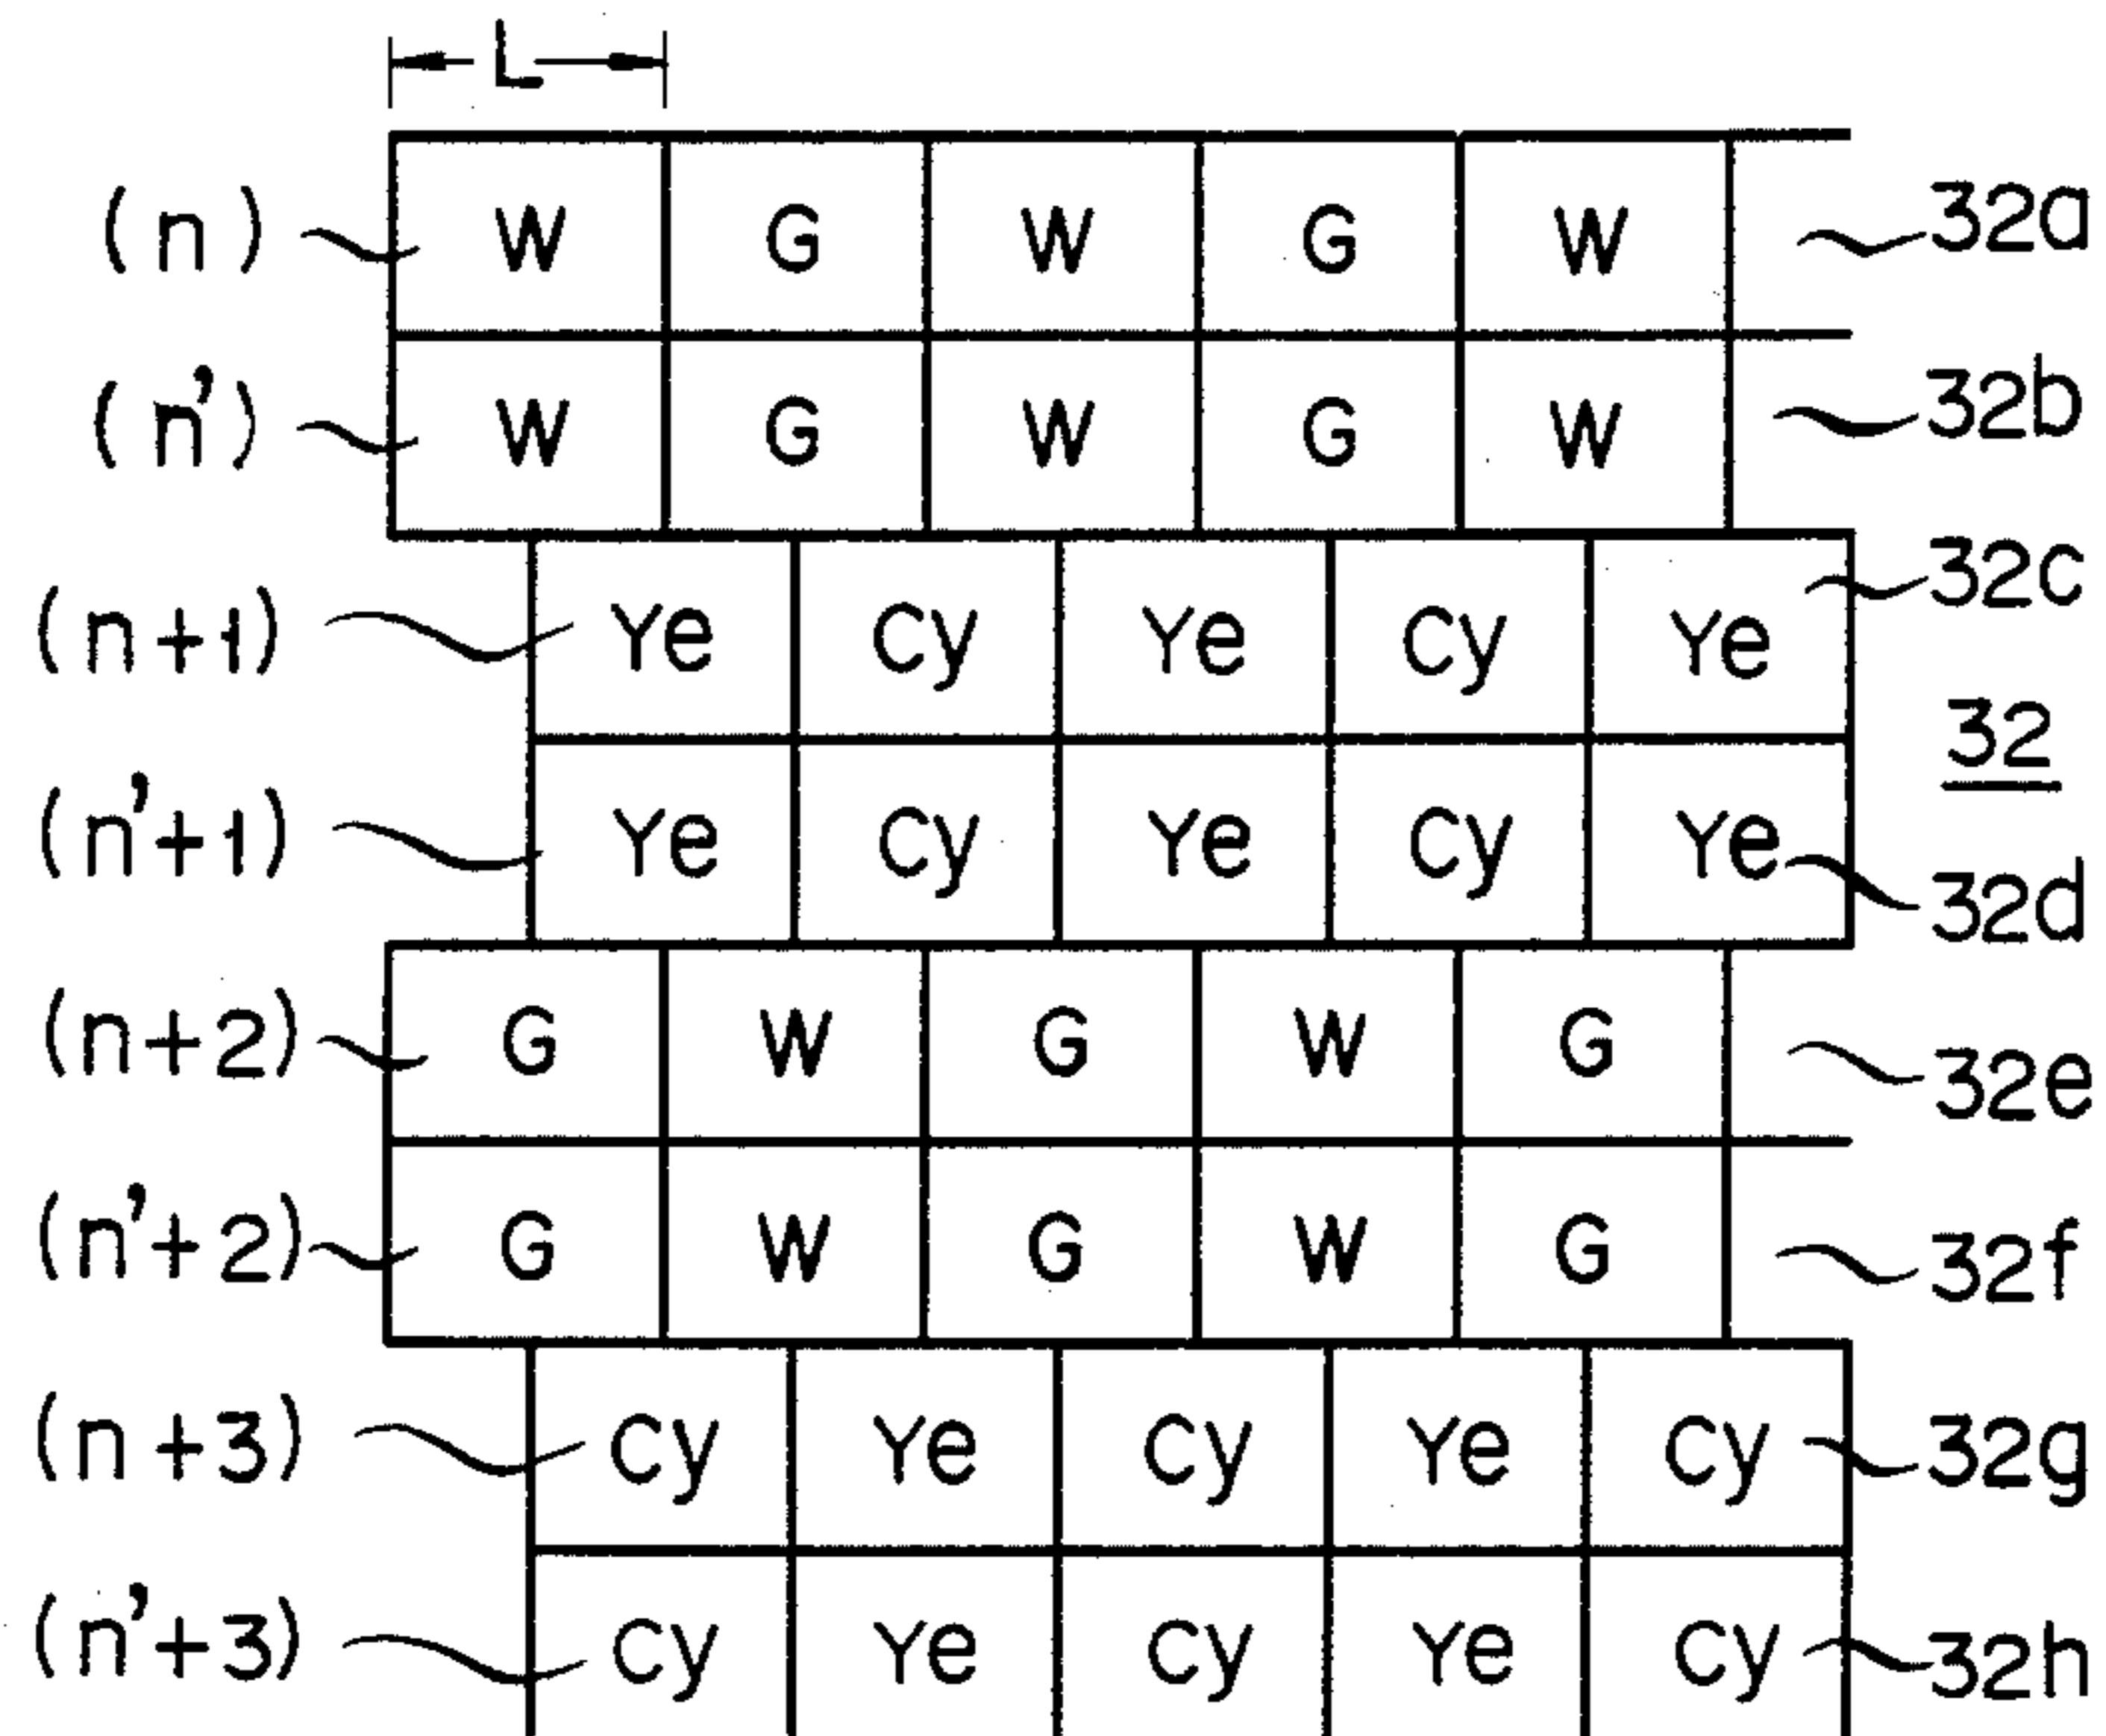 L
(n) W G W G W 32a
(n') W G W G W 32b
(n+1) Ye Cy Ye Cy Ye 32c
32
(n'+1) Ye Cy Ye Cy Ye 32d
(n+2) G W G W G 32e
(n'+2) G W G W G 32f
(n+3) Cy Ye Cy Ye Cy 32g
(n'+3) Cy Ye Cy Ye Cy 32h